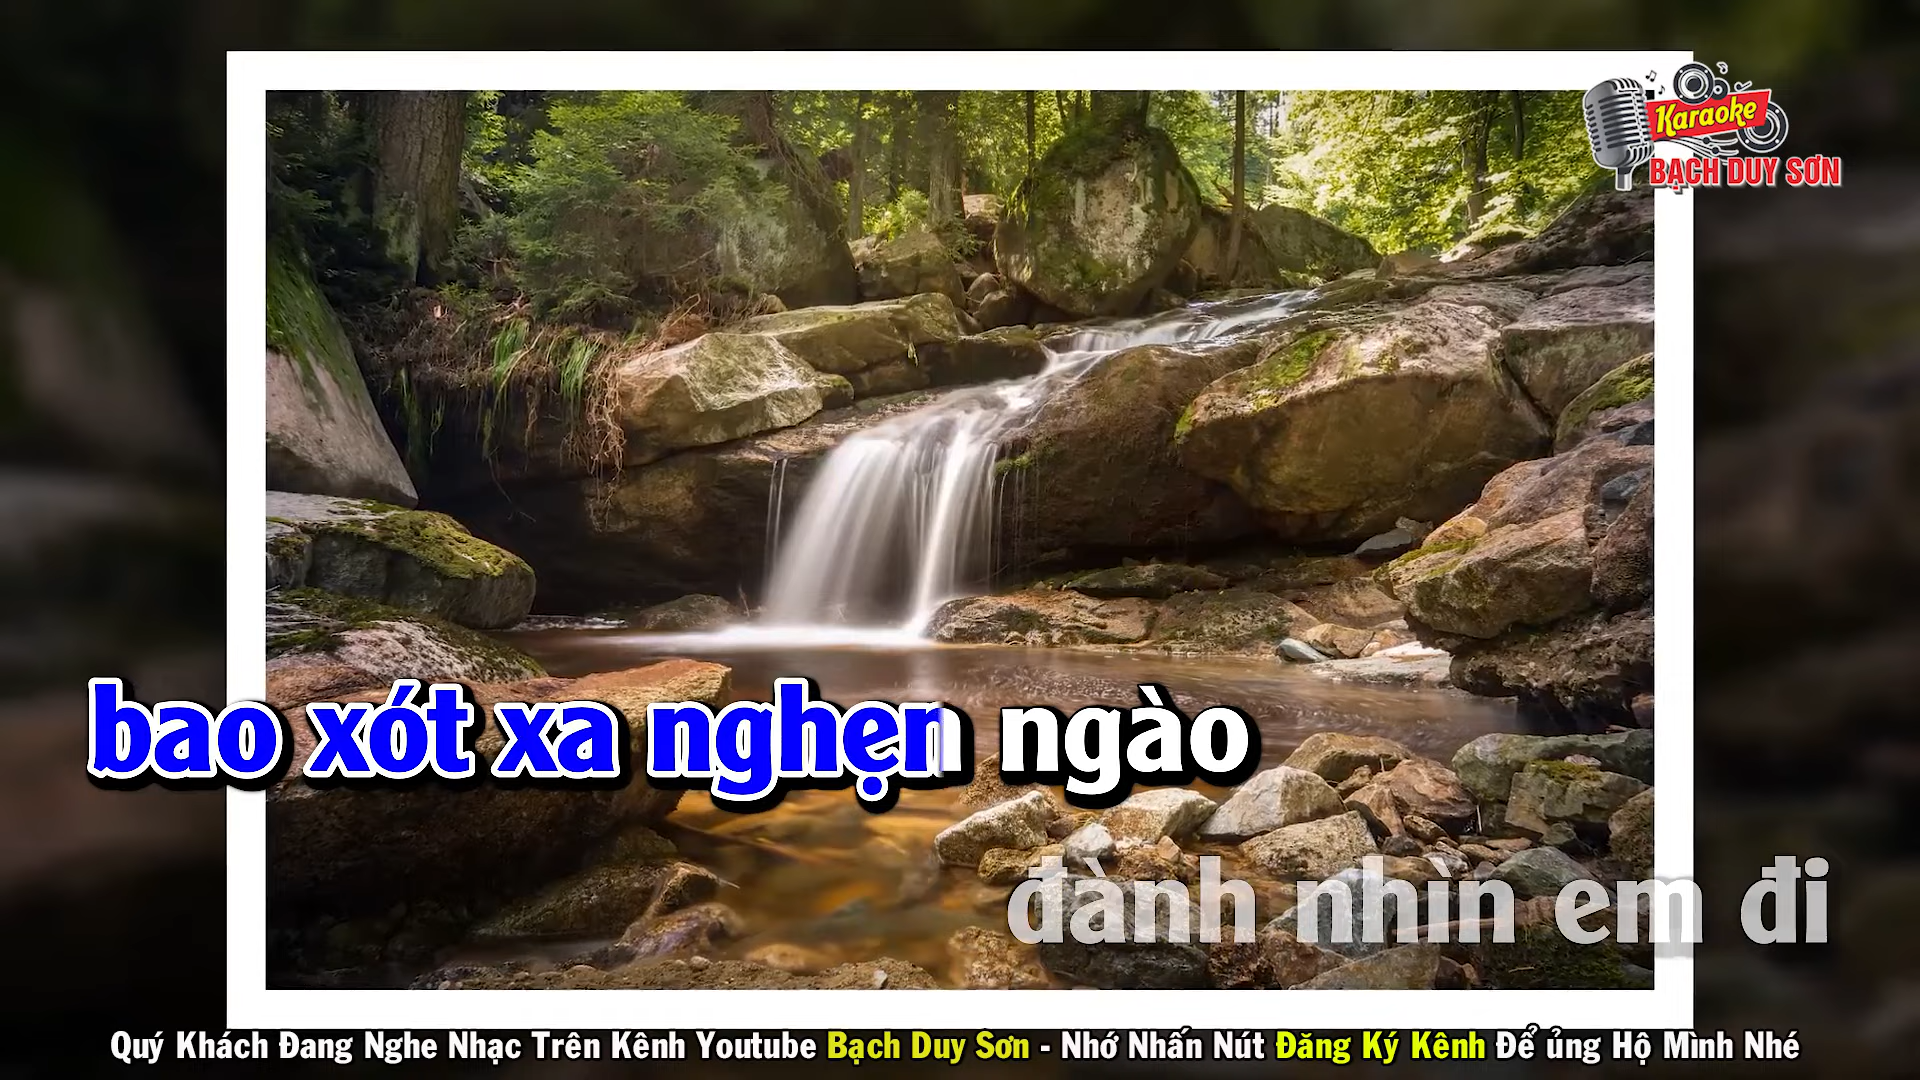 Karaoke
BẠCH DUY SƠN
bao xót xa nghẹn ngào
đành nhìn em đi
Quý Khách Đang Nghe Nhạc Trên Kênh Youtube Bạch Duy Sơn - Nhớ Nhấn Nút Đăng Ký Kênh Để ủng Hộ Mình Nhé